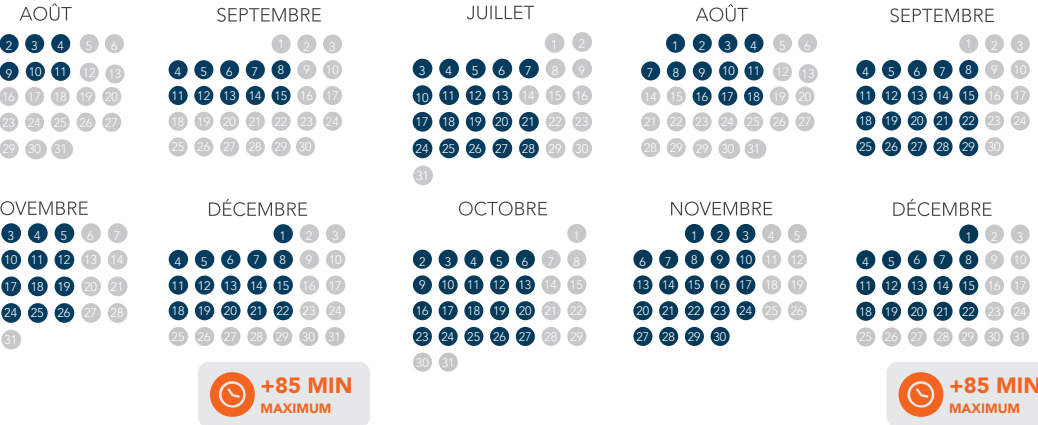 AOÛT
2 3 4 5 6
9 10 11 12 13
16 17 18 19 20
23 24 25 26 27
29 30 31
SEPTEMBRE
1 2 3
4 5 6 7 8 9 10
11 12 13 14 15 16 17
18 19 20 21 22 23 24
25 26 27 28 29 30
JUILLET
1 2
3 4 5 6 7 8 9
10 11 12 13 14 15 16
17 18 19 20 21 22 23
24 25 26 27 28 29 30
31
AOÛT
1 2 3 4 5 6
7 8 9 10 11 12 13
14 15 16 17 18 19 20
21 22 23 24 25 26 27
28 29 29 30 31
SEPTEMBRE
1 2 3
4 5 6 7 8 9 10
11 12 13 14 15 16 17
18 19 20 21 22 23 24
25 26 27 28 29 30
OVEMBRE
3 4 5 6 7
10 11 12 13 14
17 18 19 20 21
24 25 26 27 28
31
DÉCEMBRE
1 2 3
4 5 6 7 8 9 10
11 12 13 14 15 16 17
18 19 20 21 22 23 24
25 26 27 28 29 30 31
+85 MIN
MAXIMUM
OCTOBRE
1
2 3 4 5 6 7 8
9 10 11 12 13 14 15
16 17 18 19 20 21 22
23 24 25 26 27 28 29
30 31
NOVEMBRE
1 2 3 4 5
6 7 8 9 10 11 12
13 14 15 16 17 18 19
20 21 22 23 24 25 26
27 28 29 30
DÉCEMBRE
1 2 3
4 5 6 7 8 9 10
11 12 13 14 15 16 17
18 19 20 21 22 23 24
25 26 27 28 29 30 31
+85 MIN
MAXIMUM